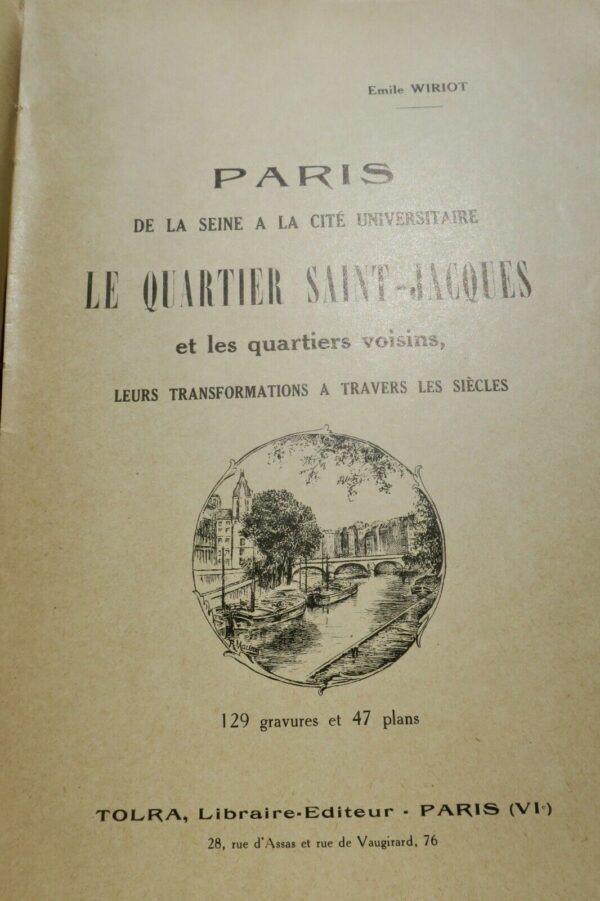 Emile WIRIOT
PARIS
DE LA SEINE A LA CITÉ UNIVERSITAIRE
LE QUARTIER SAINT-JACQUES
et les quartiers voisins,
LEURS TRANSFORMATIONS A TRAVERS LES SIÈCLES
129 gravures et 47 plans
TOLRA, Libraire-Editeur - PARIS (VIe)
28, rue d'Assas et rue de Vaugirard, 76